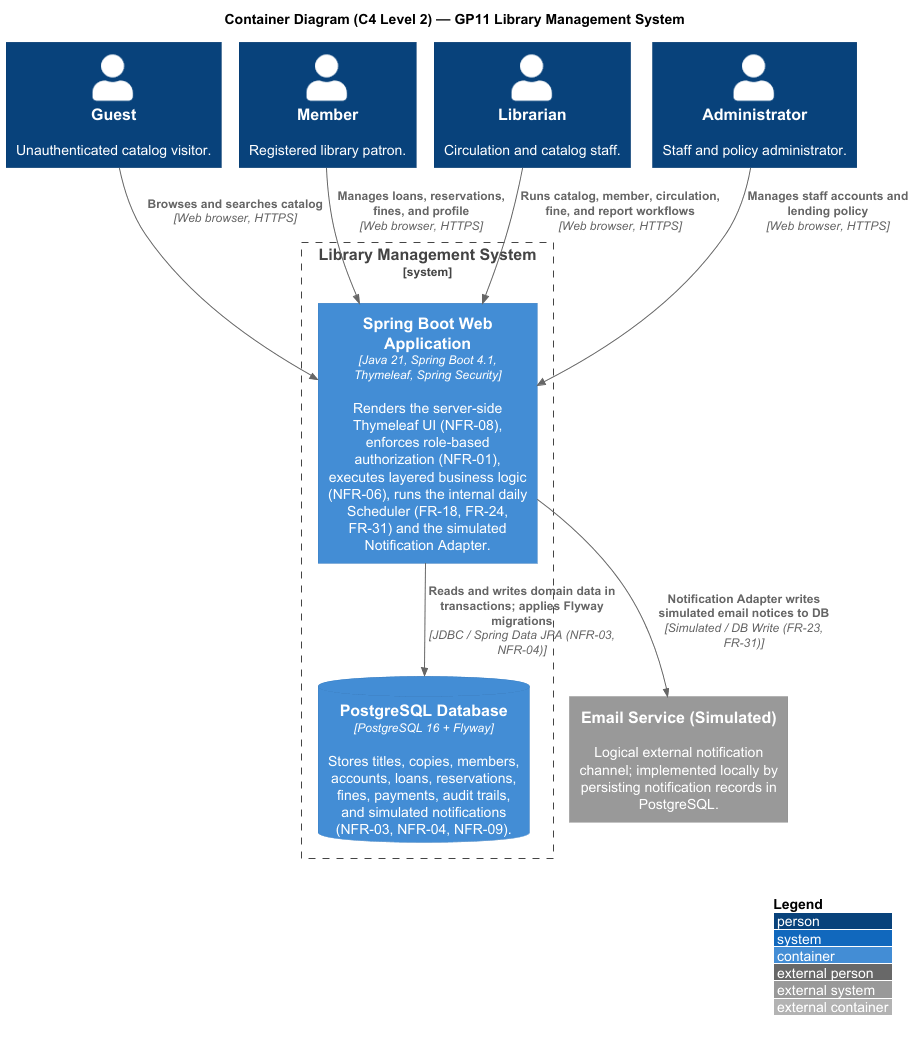 Container Diagram (C4 Level 2) — GP11 Library Management System
Guest
Unauthenticated catalog visitor.
Member
Registered library patron.
Librarian
Circulation and catalog staff.
Administrator
Staff and policy administrator.
Browses and searches catalog
[Web browser, HTTPS]
Manages loans, reservations,
fines, and profile
[Web browser, HTTPS]
Runs catalog, member, circulation,
fine, and report workflows
[Web browser, HTTPS]
Manages staff accounts and
lending policy
[Web browser, HTTPS]
Library Management System
[system]
Spring Boot Web
Application
[Java 21, Spring Boot 4.1,
Thymeleaf, Spring Security]
Renders the server-side
Thymeleaf UI (NFR-08),
enforces role-based
authorization (NFR-01),
executes layered business logic
(NFR-06), runs the internal daily
Scheduler (FR-18, FR-24,
FR-31) and the simulated
Notification Adapter.
Reads and writes domain data in
transactions; applies Flyway
migrations
[JDBC / Spring Data JPA (NFR-03,
NFR-04)]
Notification Adapter writes
simulated email notices to DB
[Simulated / DB Write (FR-23,
FR-31)]
PostgreSQL Database
[PostgreSQL 16 + Flyway]
Stores titles, copies, members,
accounts, loans, reservations,
fines, payments, audit trails,
and simulated notifications
(NFR-03, NFR-04, NFR-09).
Email Service (Simulated)
Logical external notification
channel; implemented locally by
persisting notification records in
PostgreSQL.
Legend
person
system
container
external person
external system
external container